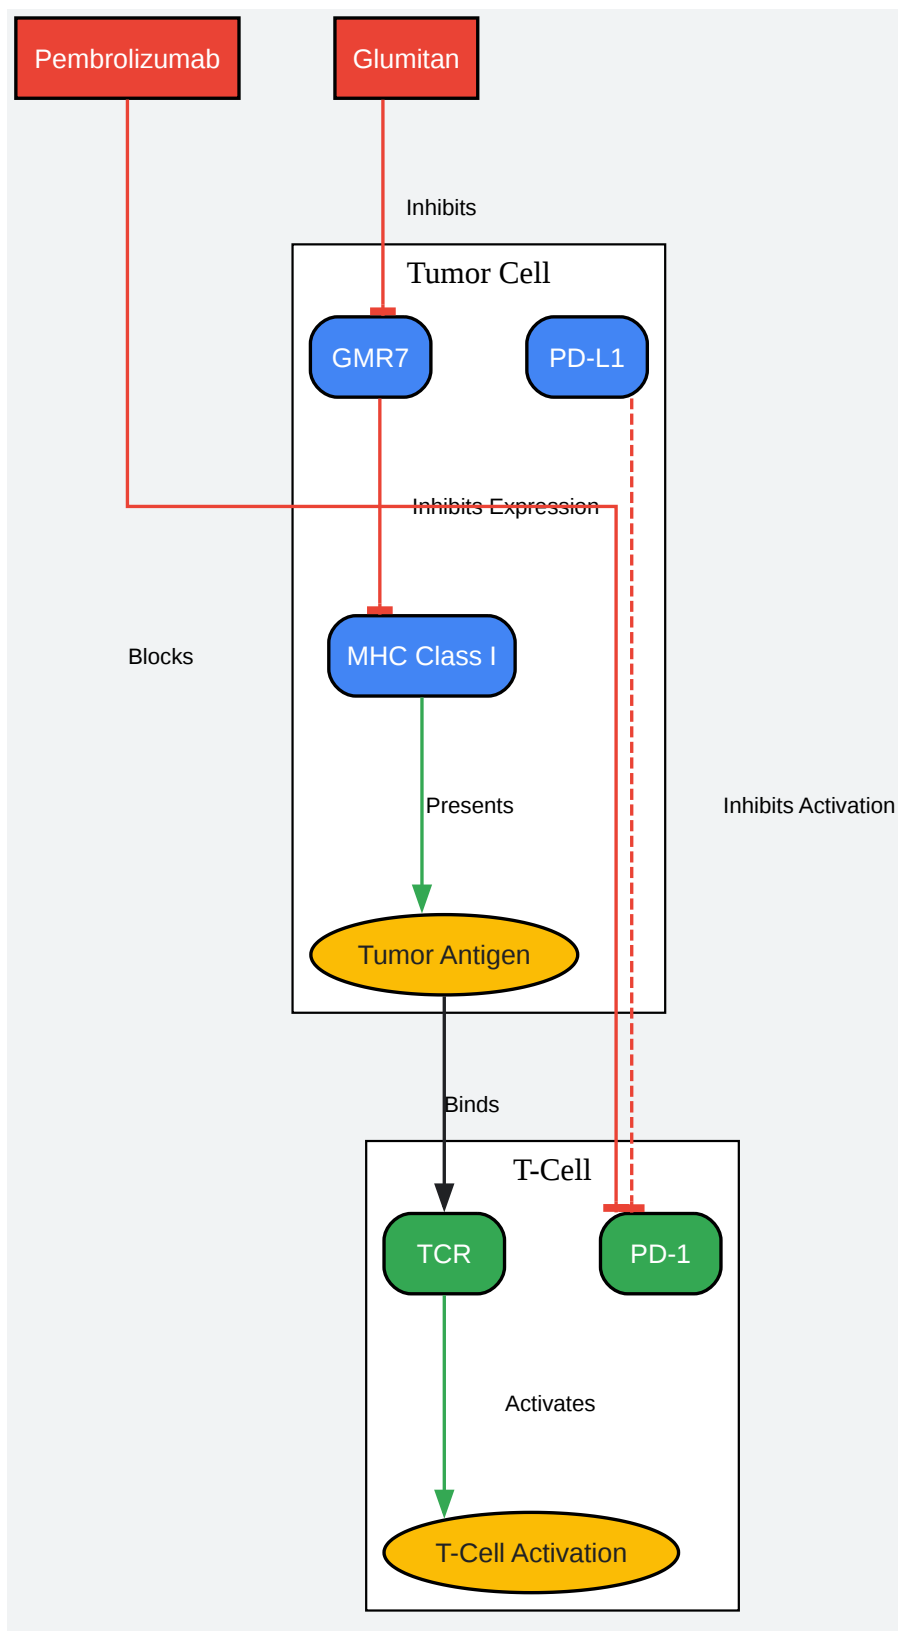 Pembrolizumab
Glumitan
Inhibits
Tumor Cell
GMR7
PD-L1
Inhibits Expression
MHC Class I
Blocks
Presents
Inhibits Activation
Tumor Antigen
Binds
T-Cell
TCR
PD-1
Activates
T-Cell Activation